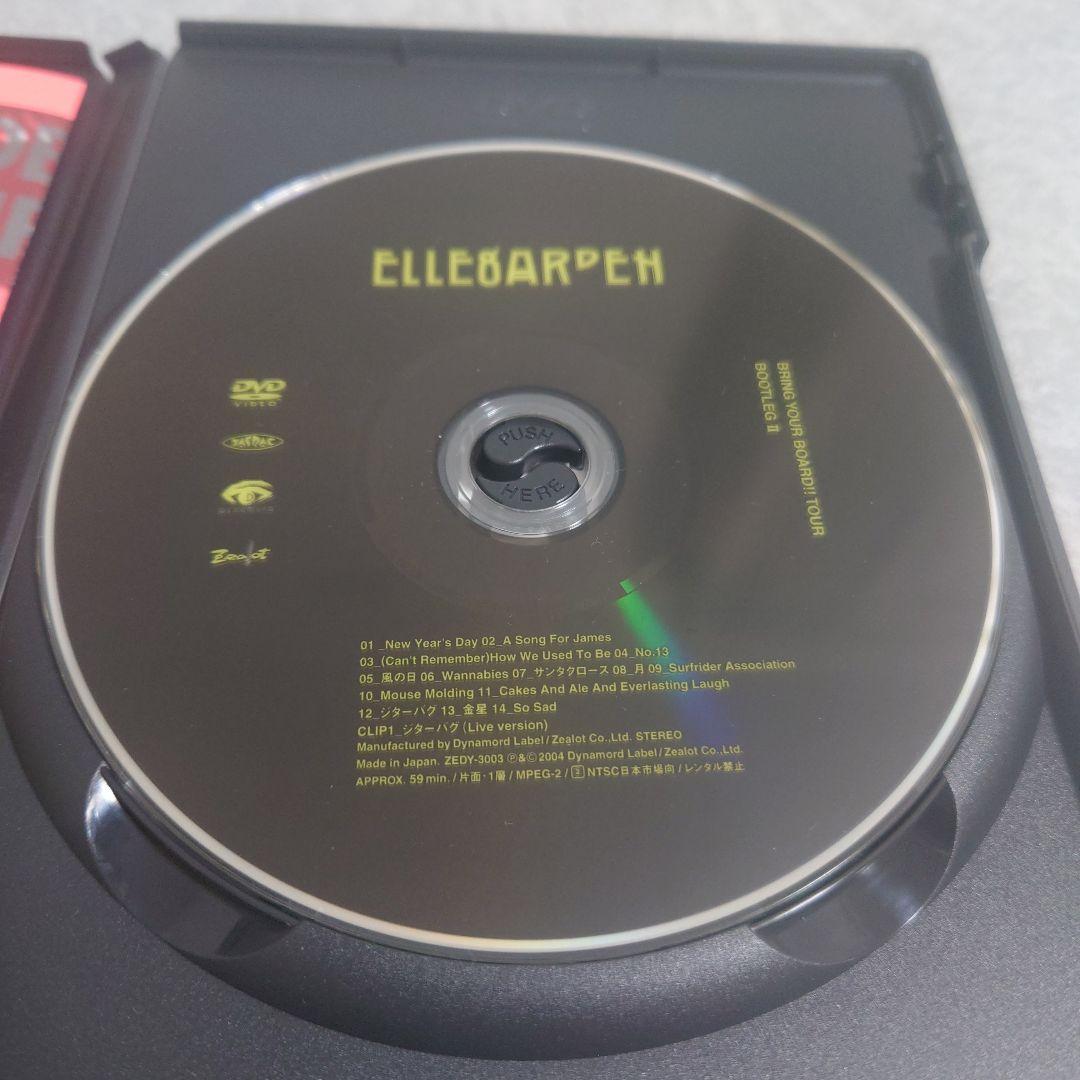 ELLEGARDEN
DVD
VIDEO
BRING YOUR BOARD!! TOUR
BOOTLEG II
JASRAC
PUSH
HERE
Zealot
01 _New Year's Day 02_A Song For James
03_(Can't Remember)How We Used To Be 04_No.13
05_風の日 06_Wannabies 07_サンタクロース 08_月 09_Surfrider Association
10_Mouse Molding 11_Cakes And Ale And Everlasting Laugh
12_ジターバグ 13_金星 14_So Sad
CLIP1_ジターバグ (Live version)
Manufactured by Dynamord Label / Zealot Co.,Ltd. STEREO
Made in Japan. ZEDY-3003 ℗&© 2004 Dynamord Label / Zealot Co.,Ltd.
APPROX. 59 min. / 片面・1層 / MPEG-2 / 2 NTSC日本市場向 / レンタル禁止